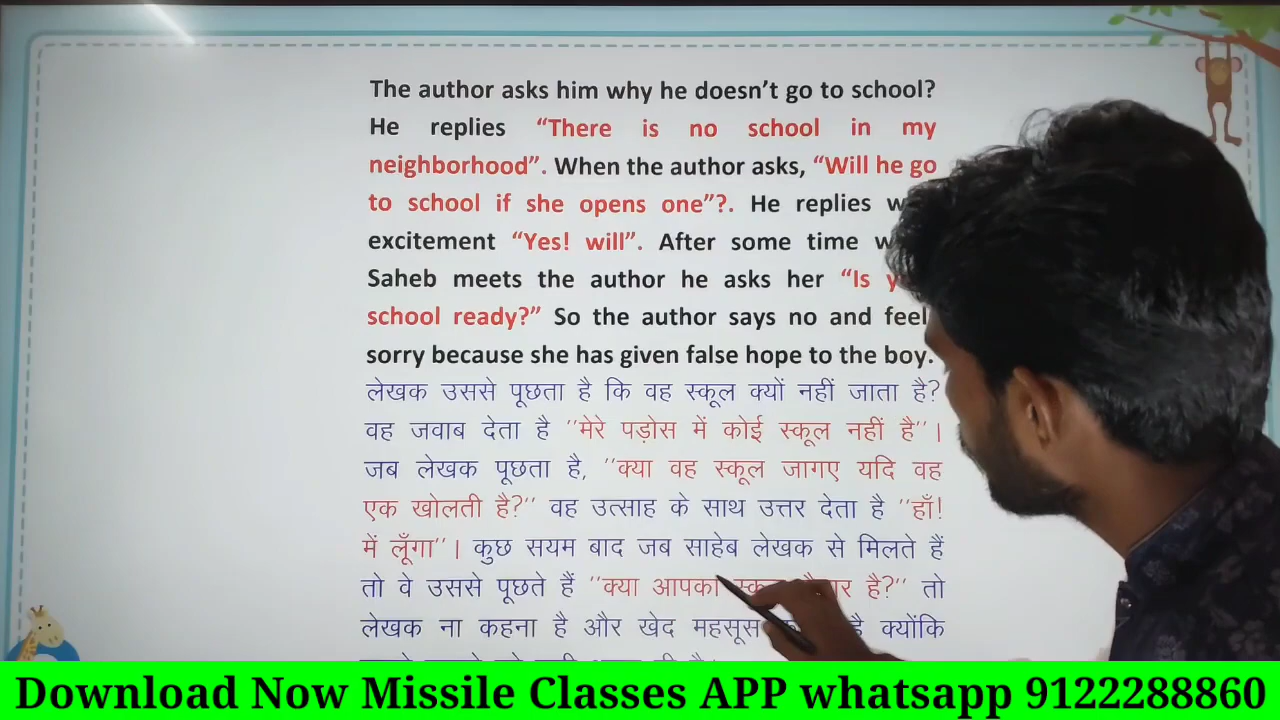 The author asks him why he doesn’t go to school?
He replies “There is no school in my
neighborhood”. When the author asks, “Will he go
to school if she opens one”?. He replies
excitement “Yes! will”. After some time
Saheb meets the author he asks her “Is
school ready?” So the author says no and feel
sorry because she has given false hope to the boy.
लेखक उससे पूछता है कि वह स्कूल क्यों नहीं जाता है?
वह जवाब देता है ‘‘मेरे पड़ोस में कोई स्कूल नहीं है’’।
जब लेखक पूछता है, ‘‘क्या वह स्कूल जागए यदि वह
एक खोलती है?’’ वह उत्साह के साथ उत्तर देता है ‘‘हाँ!
में लूँगा’’। कुछ सयम बाद जब साहेब लेखक से मिलते हैं
तो वे उससे पूछते हैं ‘‘क्या आपका है?’’ तो
लेखक ना कहना है और खेद महसूस है क्योंकि
Download Now Missile Classes APP whatsapp 9122288860